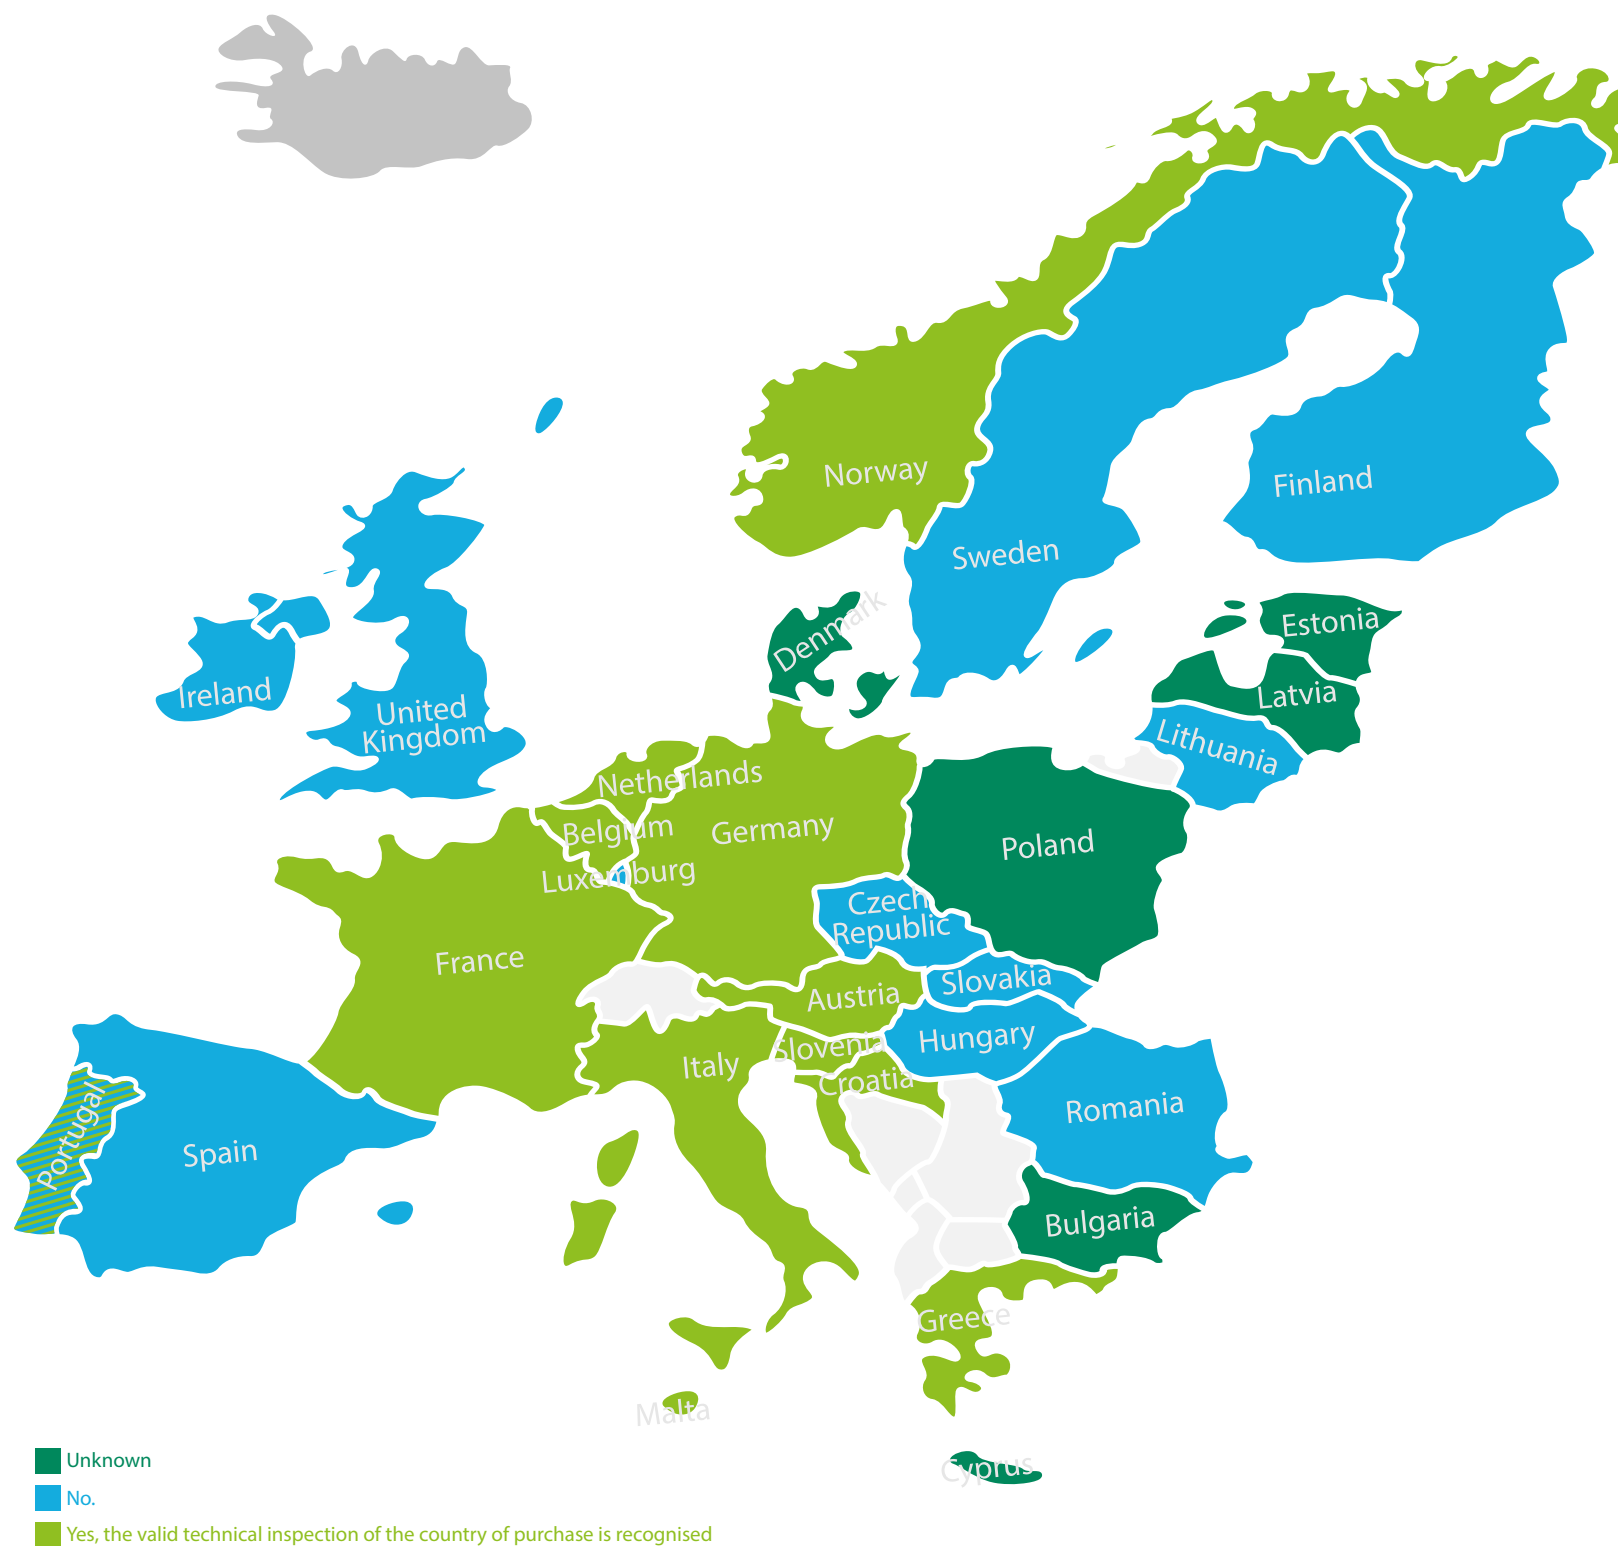 Norway
Finland
Sweden
Denmark
Estonia
Ireland
Latvia
United
Kingdom
Lithuania
Netherlands
Belgium
Germany
Poland
Luxemburg
Czech
Republic
France
Slovakia
Austria
Hungary
Slovenia
Italy
Croatia
Romania
Portugal
Spain
Bulgaria
Greece
Malta
Cyprus
Unknown
No.
Yes, the valid technical inspection of the country of purchase is recognised